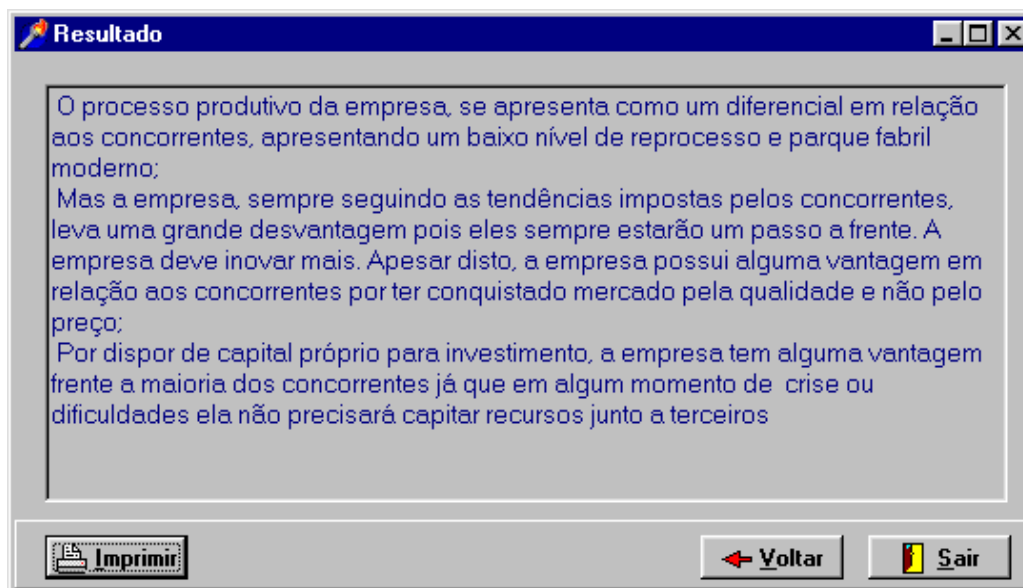 Resultado
O processo produtivo da empresa, se apresenta como um diferencial em relação
aos concorrentes, apresentando um baixo nível de reprocesso e parque fabril
moderno;
Mas a empresa, sempre seguindo as tendências impostas pelos concorrentes,
leva uma grande desvantagem pois eles sempre estarão um passo a frente. A
empresa deve inovar mais. Apesar disto, a empresa possui alguma vantagem em
relação aos concorrentes por ter conquistado mercado pela qualidade e não pelo
preço;
Por dispor de capital próprio para investimento, a empresa tem alguma vantagem
frente a maioria dos concorrentes já que em algum momento de  crise ou
dificuldades ela não precisará capitar recursos junto a terceiros
Imprimir Voltar Sair